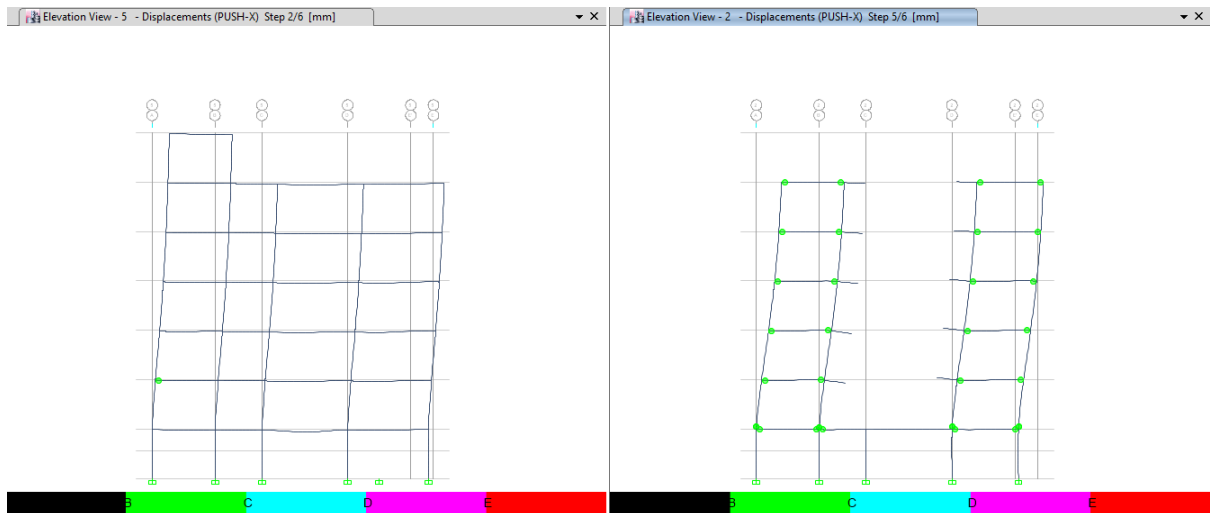 Elevation View - 5 - Displacements (PUSH-X) Step 2/6 [mm]
Elevation View - 2 - Displacements (PUSH-X) Step 5/6 [mm]
B C D E
B C D E